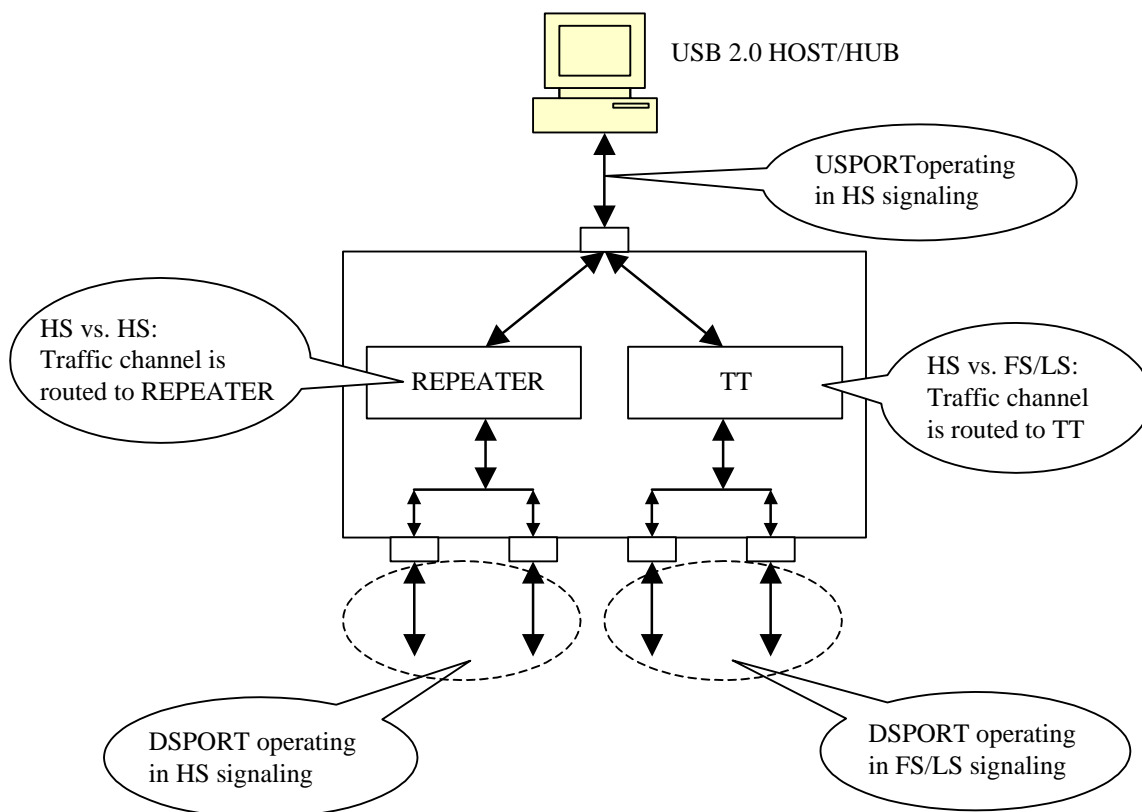 USB 2.0 HOST/HUB
USPORToperating
in HS signaling
HS vs. HS:
Traffic channel is
routed to REPEATER
REPEATER
TT
HS vs. FS/LS:
Traffic channel
is routed to TT
DSPORT operating
in HS signaling
DSPORT operating
in FS/LS signaling